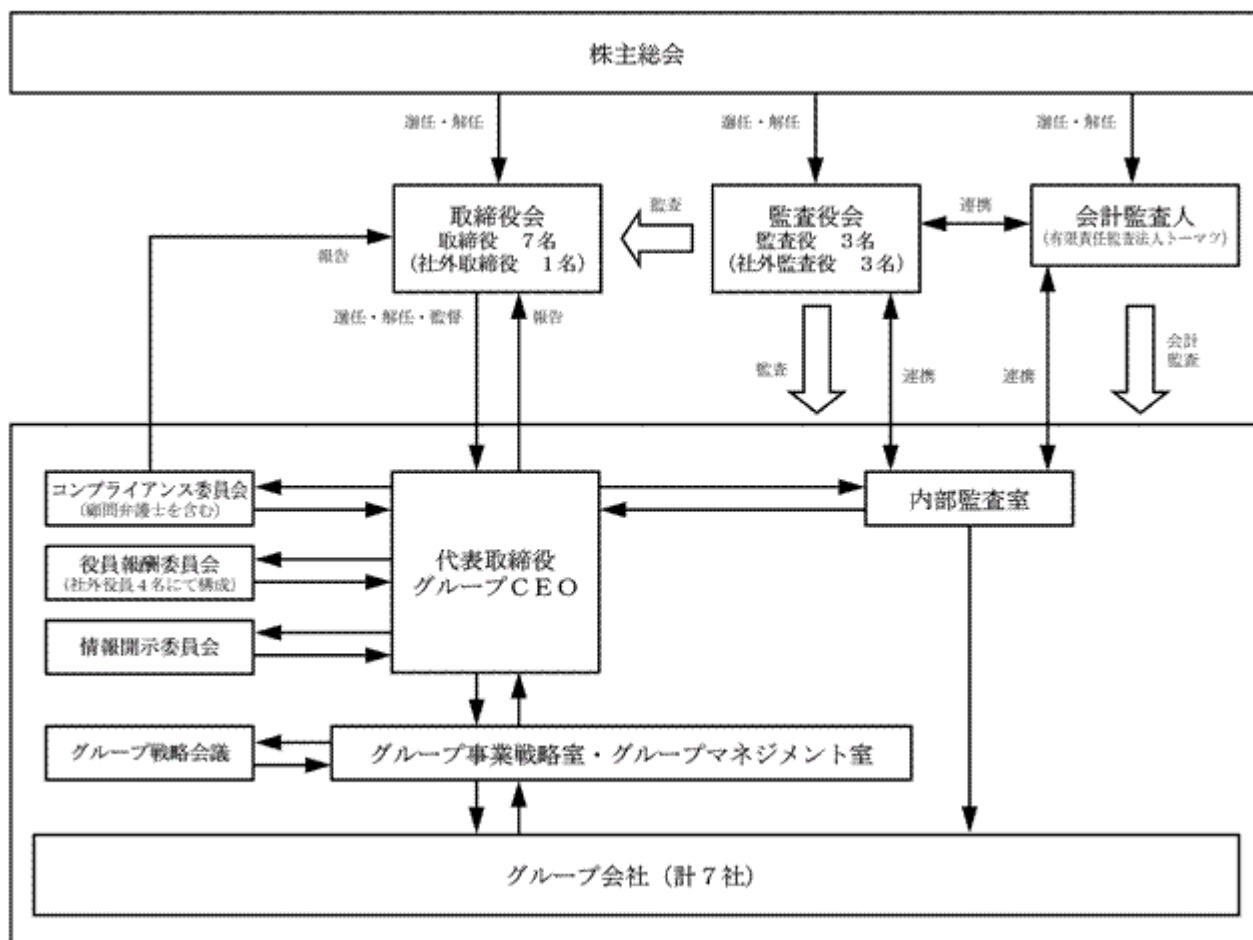 株主総会
選任・解任
選任・解任
選任・解任
取締役会
取締役　7名
(社外取締役　1名)
監査
監査役会
監査役　3名
(社外監査役　3名)
連携
会計監査人
(有限責任監査法人トーマツ)
報告
選任・解任・監督
報告
監査
連携
連携
会計
監査
コンプライアンス委員会
(顧問弁護士を含む)
役員報酬委員会
(社外役員4名にて構成)
情報開示委員会
代表取締役
グループCEO
内部監査室
グループ戦略会議
グループ事業戦略室・グループマネジメント室
グループ会社（計7社）